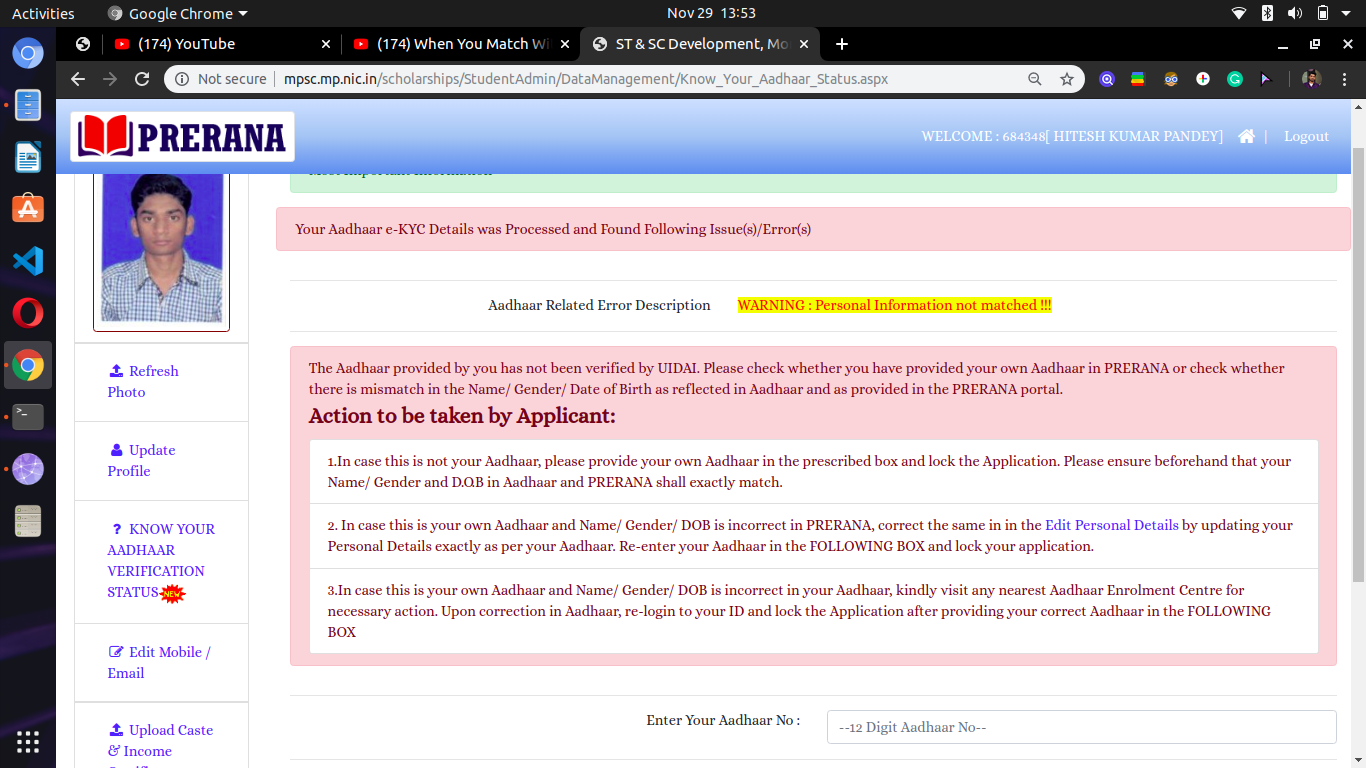 Activities
Google Chrome
Nov 29 13:53
(174) YouTube
(174) When You Match Wi
ST & SC Development, Mo
Not secure
mpsc.mp.nic.in/scholarships/StudentAdmin/DataManagement/Know_Your_Aadhaar_Status.aspx
PRERANA
WELCOME : 684348[ HITESH KUMAR PANDEY]
|
Logout
Most Important Information
Your Aadhaar e-KYC Details was Processed and Found Following Issue(s)/Error(s)
Aadhaar Related Error Description
WARNING : Personal Information not matched !!!
The Aadhaar provided by you has not been verified by UIDAI. Please check whether you have provided your own Aadhaar in PRERANA or check whether
there is mismatch in the Name/ Gender/ Date of Birth as reflected in Aadhaar and as provided in the PRERANA portal.
Action to be taken by Applicant:
1.In case this is not your Aadhaar, please provide your own Aadhaar in the prescribed box and lock the Application. Please ensure beforehand that your
Name/ Gender and D.O.B in Aadhaar and PRERANA shall exactly match.
2. In case this is your own Aadhaar and Name/ Gender/ DOB is incorrect in PRERANA, correct the same in in the Edit Personal Details by updating your
Personal Details exactly as per your Aadhaar. Re-enter your Aadhaar in the FOLLOWING BOX and lock your application.
3.In case this is your own Aadhaar and Name/ Gender/ DOB is incorrect in your Aadhaar, kindly visit any nearest Aadhaar Enrolment Centre for
necessary action. Upon correction in Aadhaar, re-login to your ID and lock the Application after providing your correct Aadhaar in the FOLLOWING
BOX
Enter Your Aadhaar No :
--12 Digit Aadhaar No--
Refresh
Photo
Update
Profile
? KNOW YOUR
AADHAAR
VERIFICATION
STATUS NEW
Edit Mobile /
Email
Upload Caste
& Income